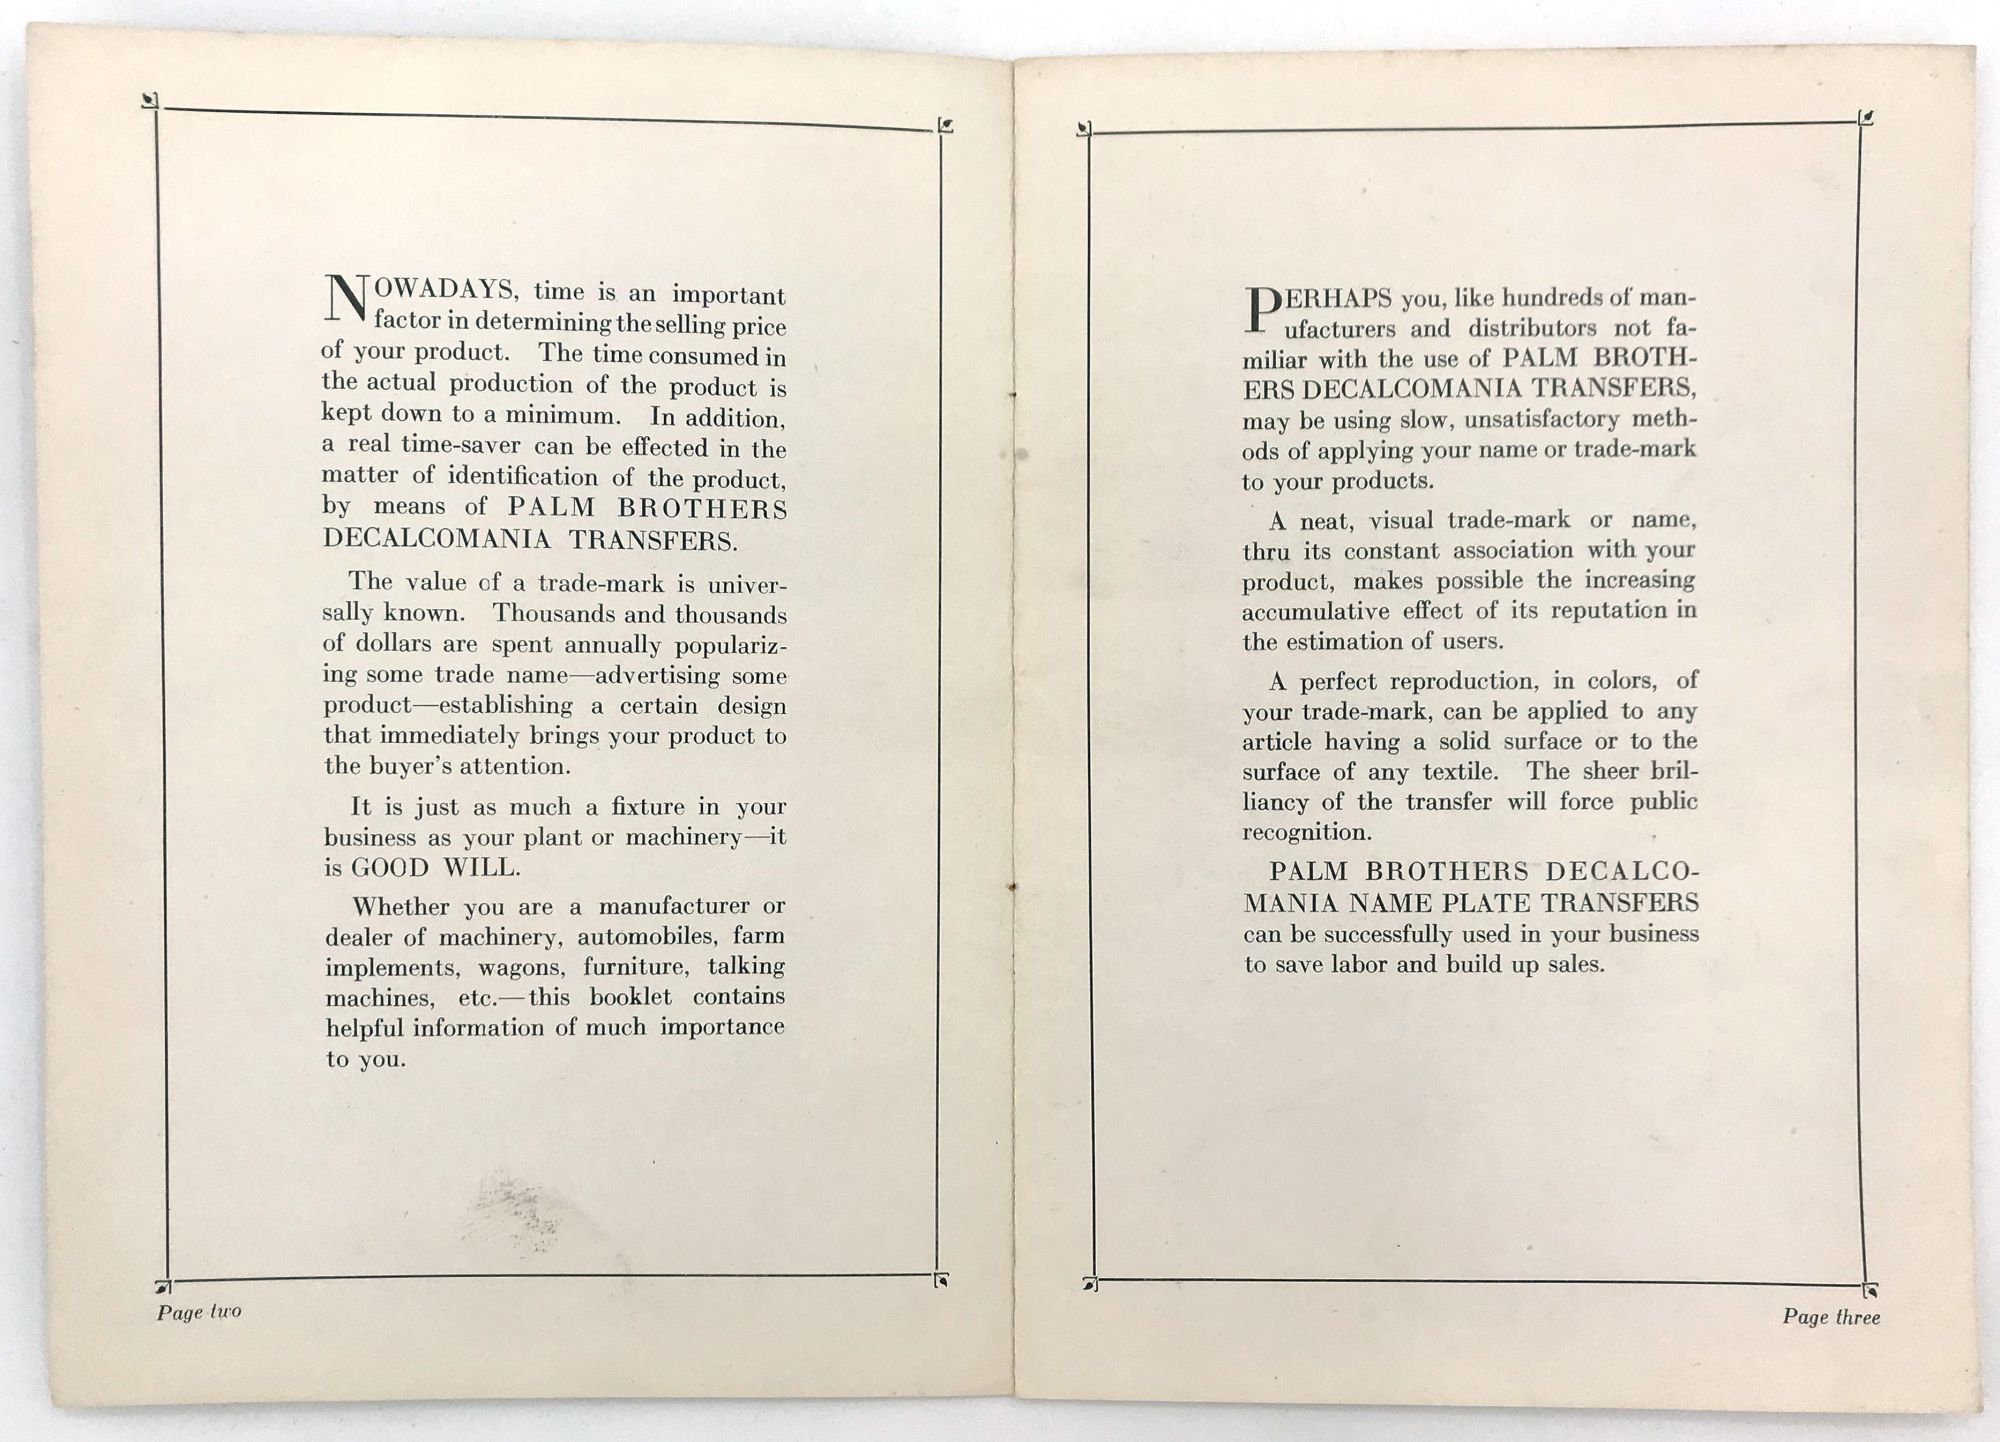 NOWADAYS, time is an important
factor in determining the selling price
of your product. The time consumed in
the actual production of the product is
kept down to a minimum. In addition,
a real time-saver can be effected in the
matter of identification of the product,
by means of PALM BROTHERS
DECALCOMANIA TRANSFERS.
The value of a trade-mark is univer-
sally known. Thousands and thousands
of dollars are spent annually populariz-
ing some trade name—advertising some
product—establishing a certain design
that immediately brings your product to
the buyer's attention.
It is just as much a fixture in your
business as your plant or machinery—it
is GOOD WILL.
Whether you are a manufacturer or
dealer of machinery, automobiles, farm
implements, wagons, furniture, talking
machines, etc.—this booklet contains
helpful information of much importance
to you.
Page two
PERHAPS you, like hundreds of man-
ufacturers and distributors not fa-
miliar with the use of PALM BROTH-
ERS DECALCOMANIA TRANSFERS,
may be using slow, unsatisfactory meth-
ods of applying your name or trade-mark
to your products.
A neat, visual trade-mark or name,
thru its constant association with your
product, makes possible the increasing
accumulative effect of its reputation in
the estimation of users.
A perfect reproduction, in colors, of
your trade-mark, can be applied to any
article having a solid surface or to the
surface of any textile. The sheer bril-
liancy of the transfer will force public
recognition.
PALM BROTHERS DECALCO-
MANIA NAME PLATE TRANSFERS
can be successfully used in your business
to save labor and build up sales.
Page three